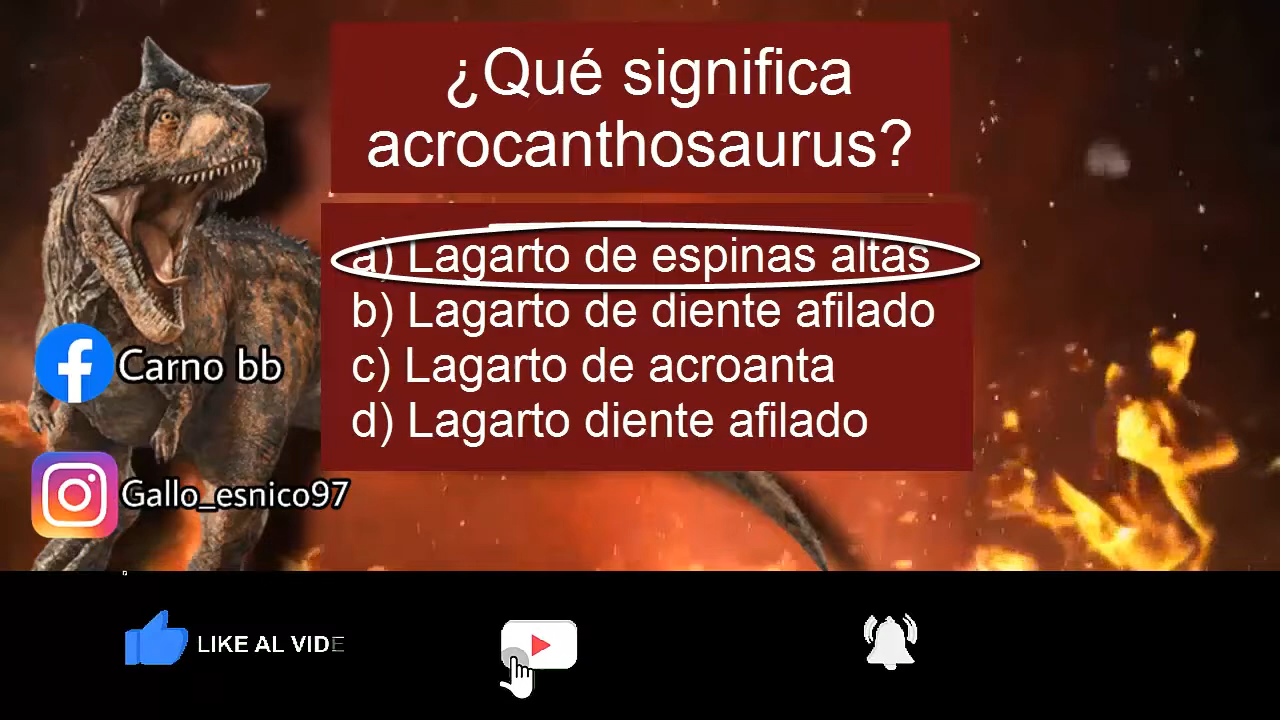 ¿Qué significa
acrocanthosaurus?
a) Lagarto de espinas altas
b) Lagarto de diente afilado
c) Lagarto de acroanta
d) Lagarto diente afilado
Carno bb
Gallo_esnico97
LIKE AL VIDE